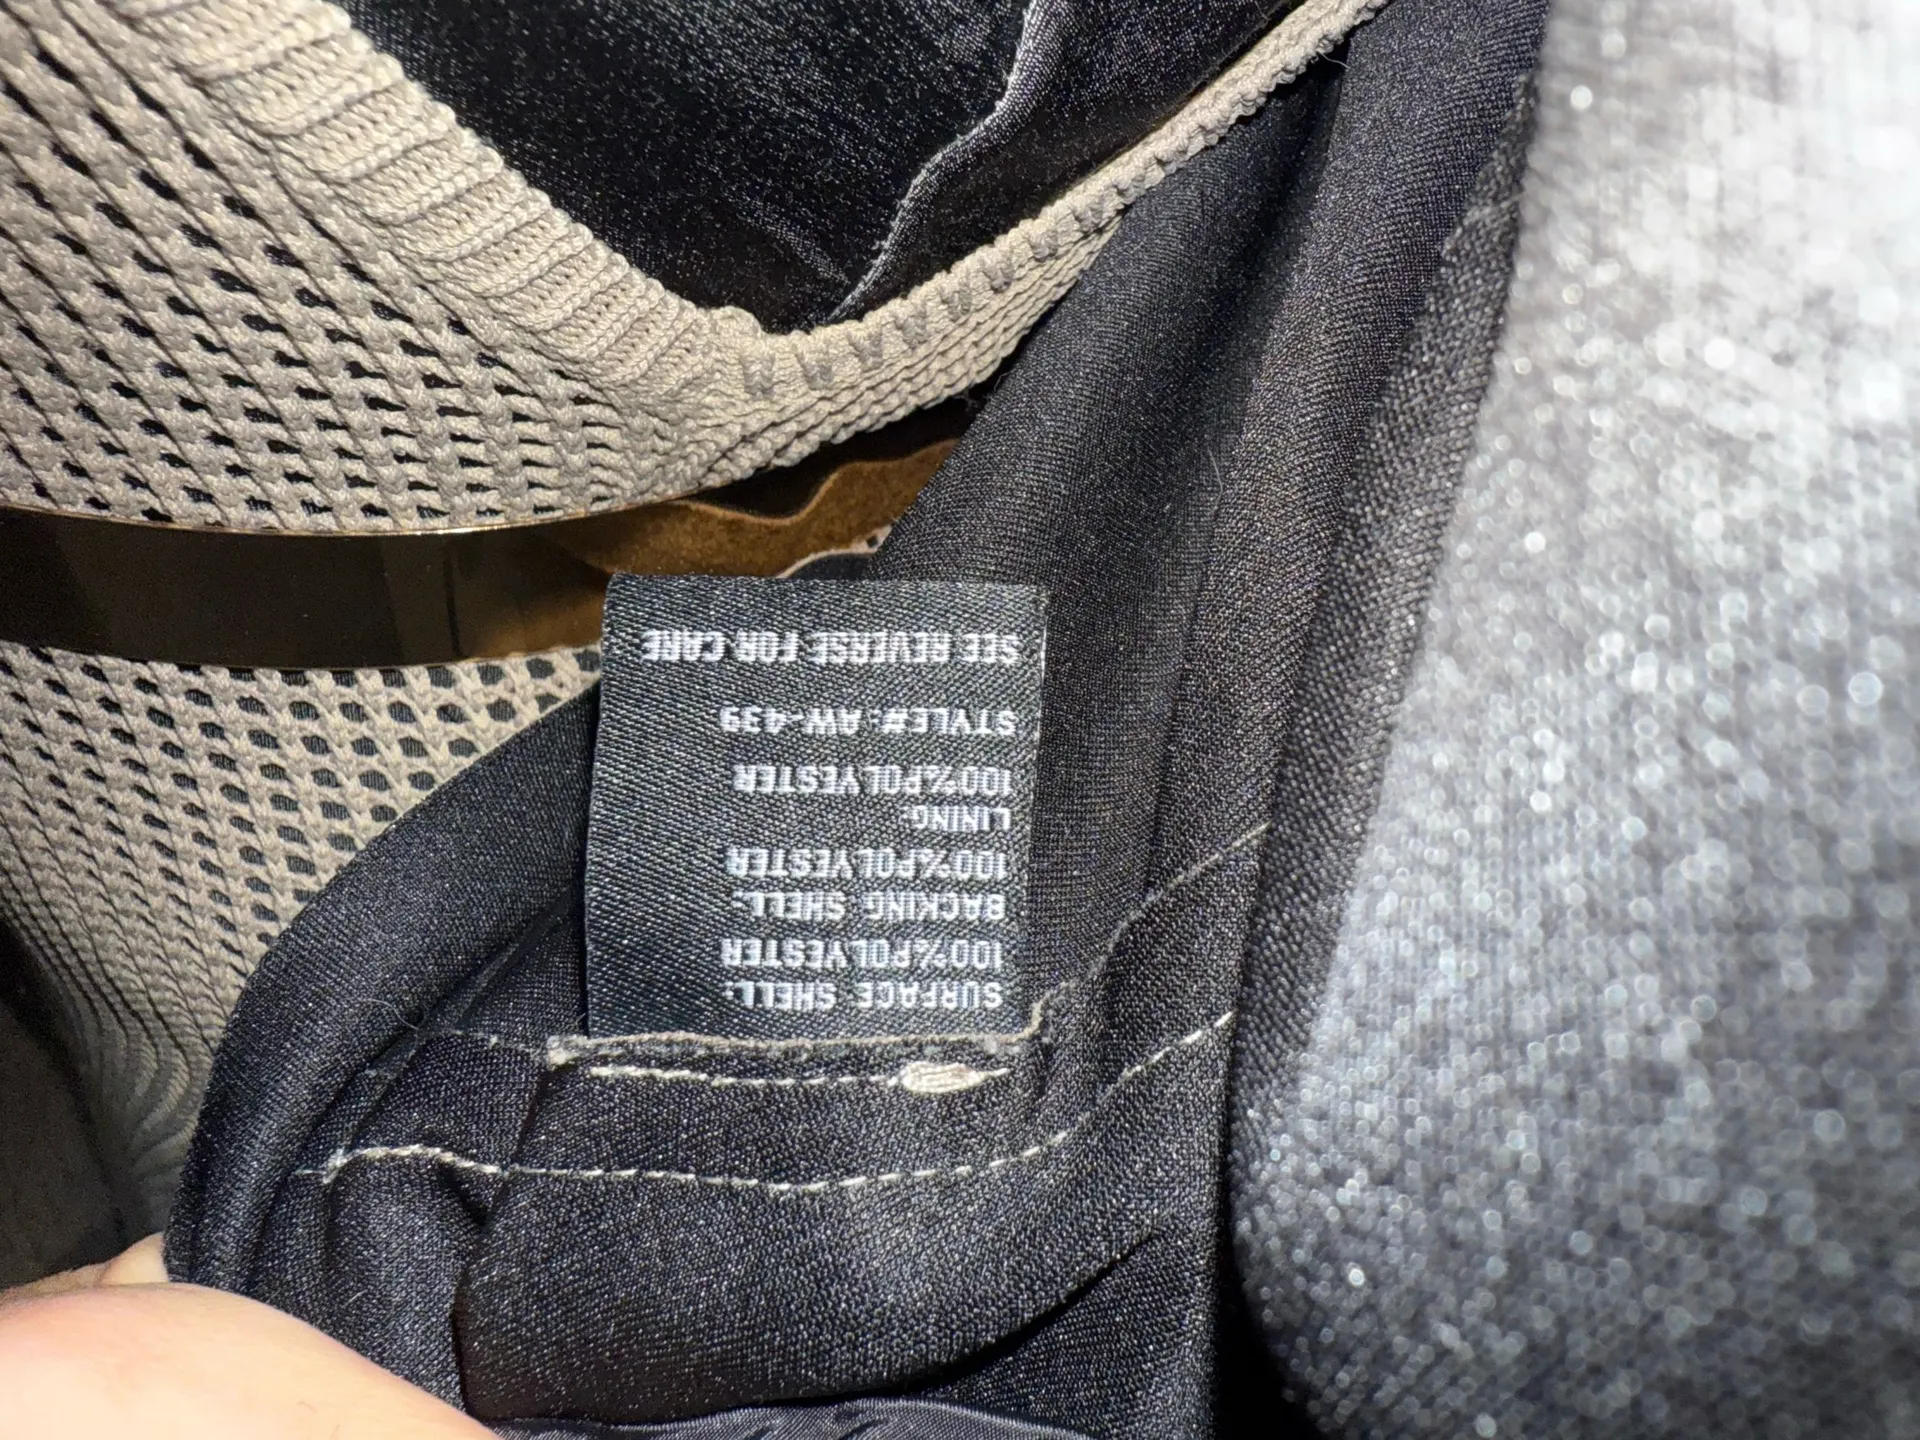 SURFACE SHELL:
100%POLYESTER
BACKING SHELL:
100%POLYESTER
LINING:
100%POLYESTER
STYLE#: AW-439
SEE REVERSE FOR CARE